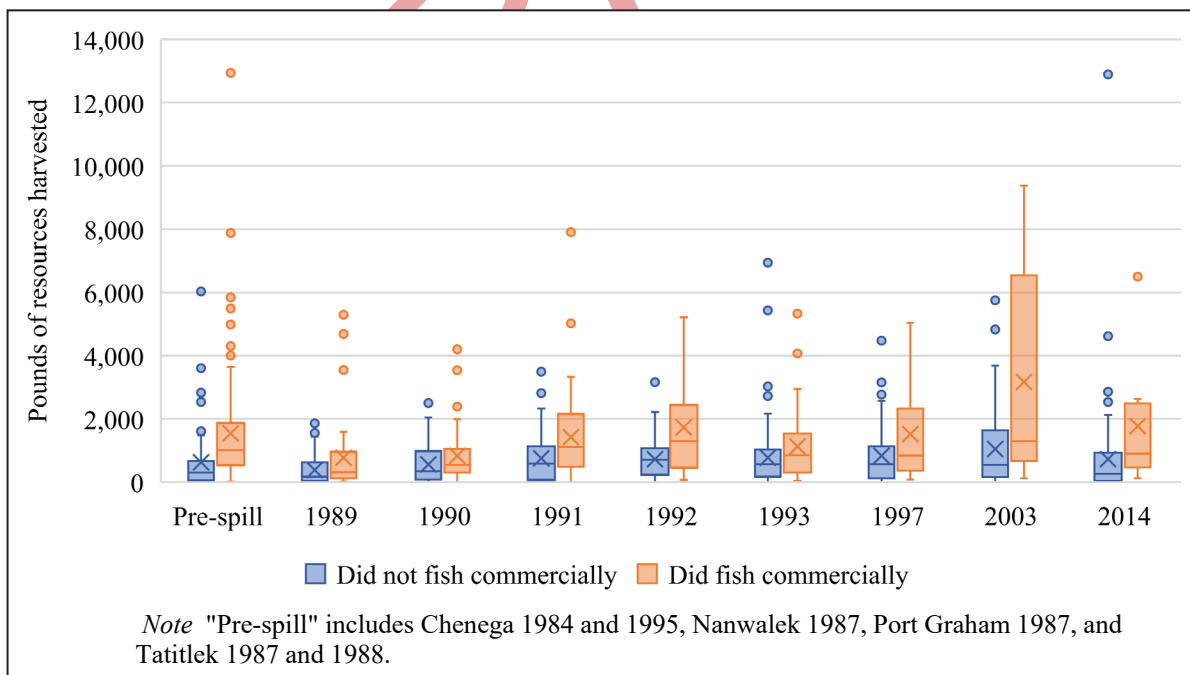 14,000
12,000
10,000
8,000
6,000
4,000
2,000
0
Pounds of resources harvested
Pre-spill 1989 1990 1991 1992 1993 1997 2003 2014
Did not fish commercially Did fish commercially
Note "Pre-spill" includes Chenega 1984 and 1995, Nanwalek 1987, Port Graham 1987, and
Tatitlek 1987 and 1988.